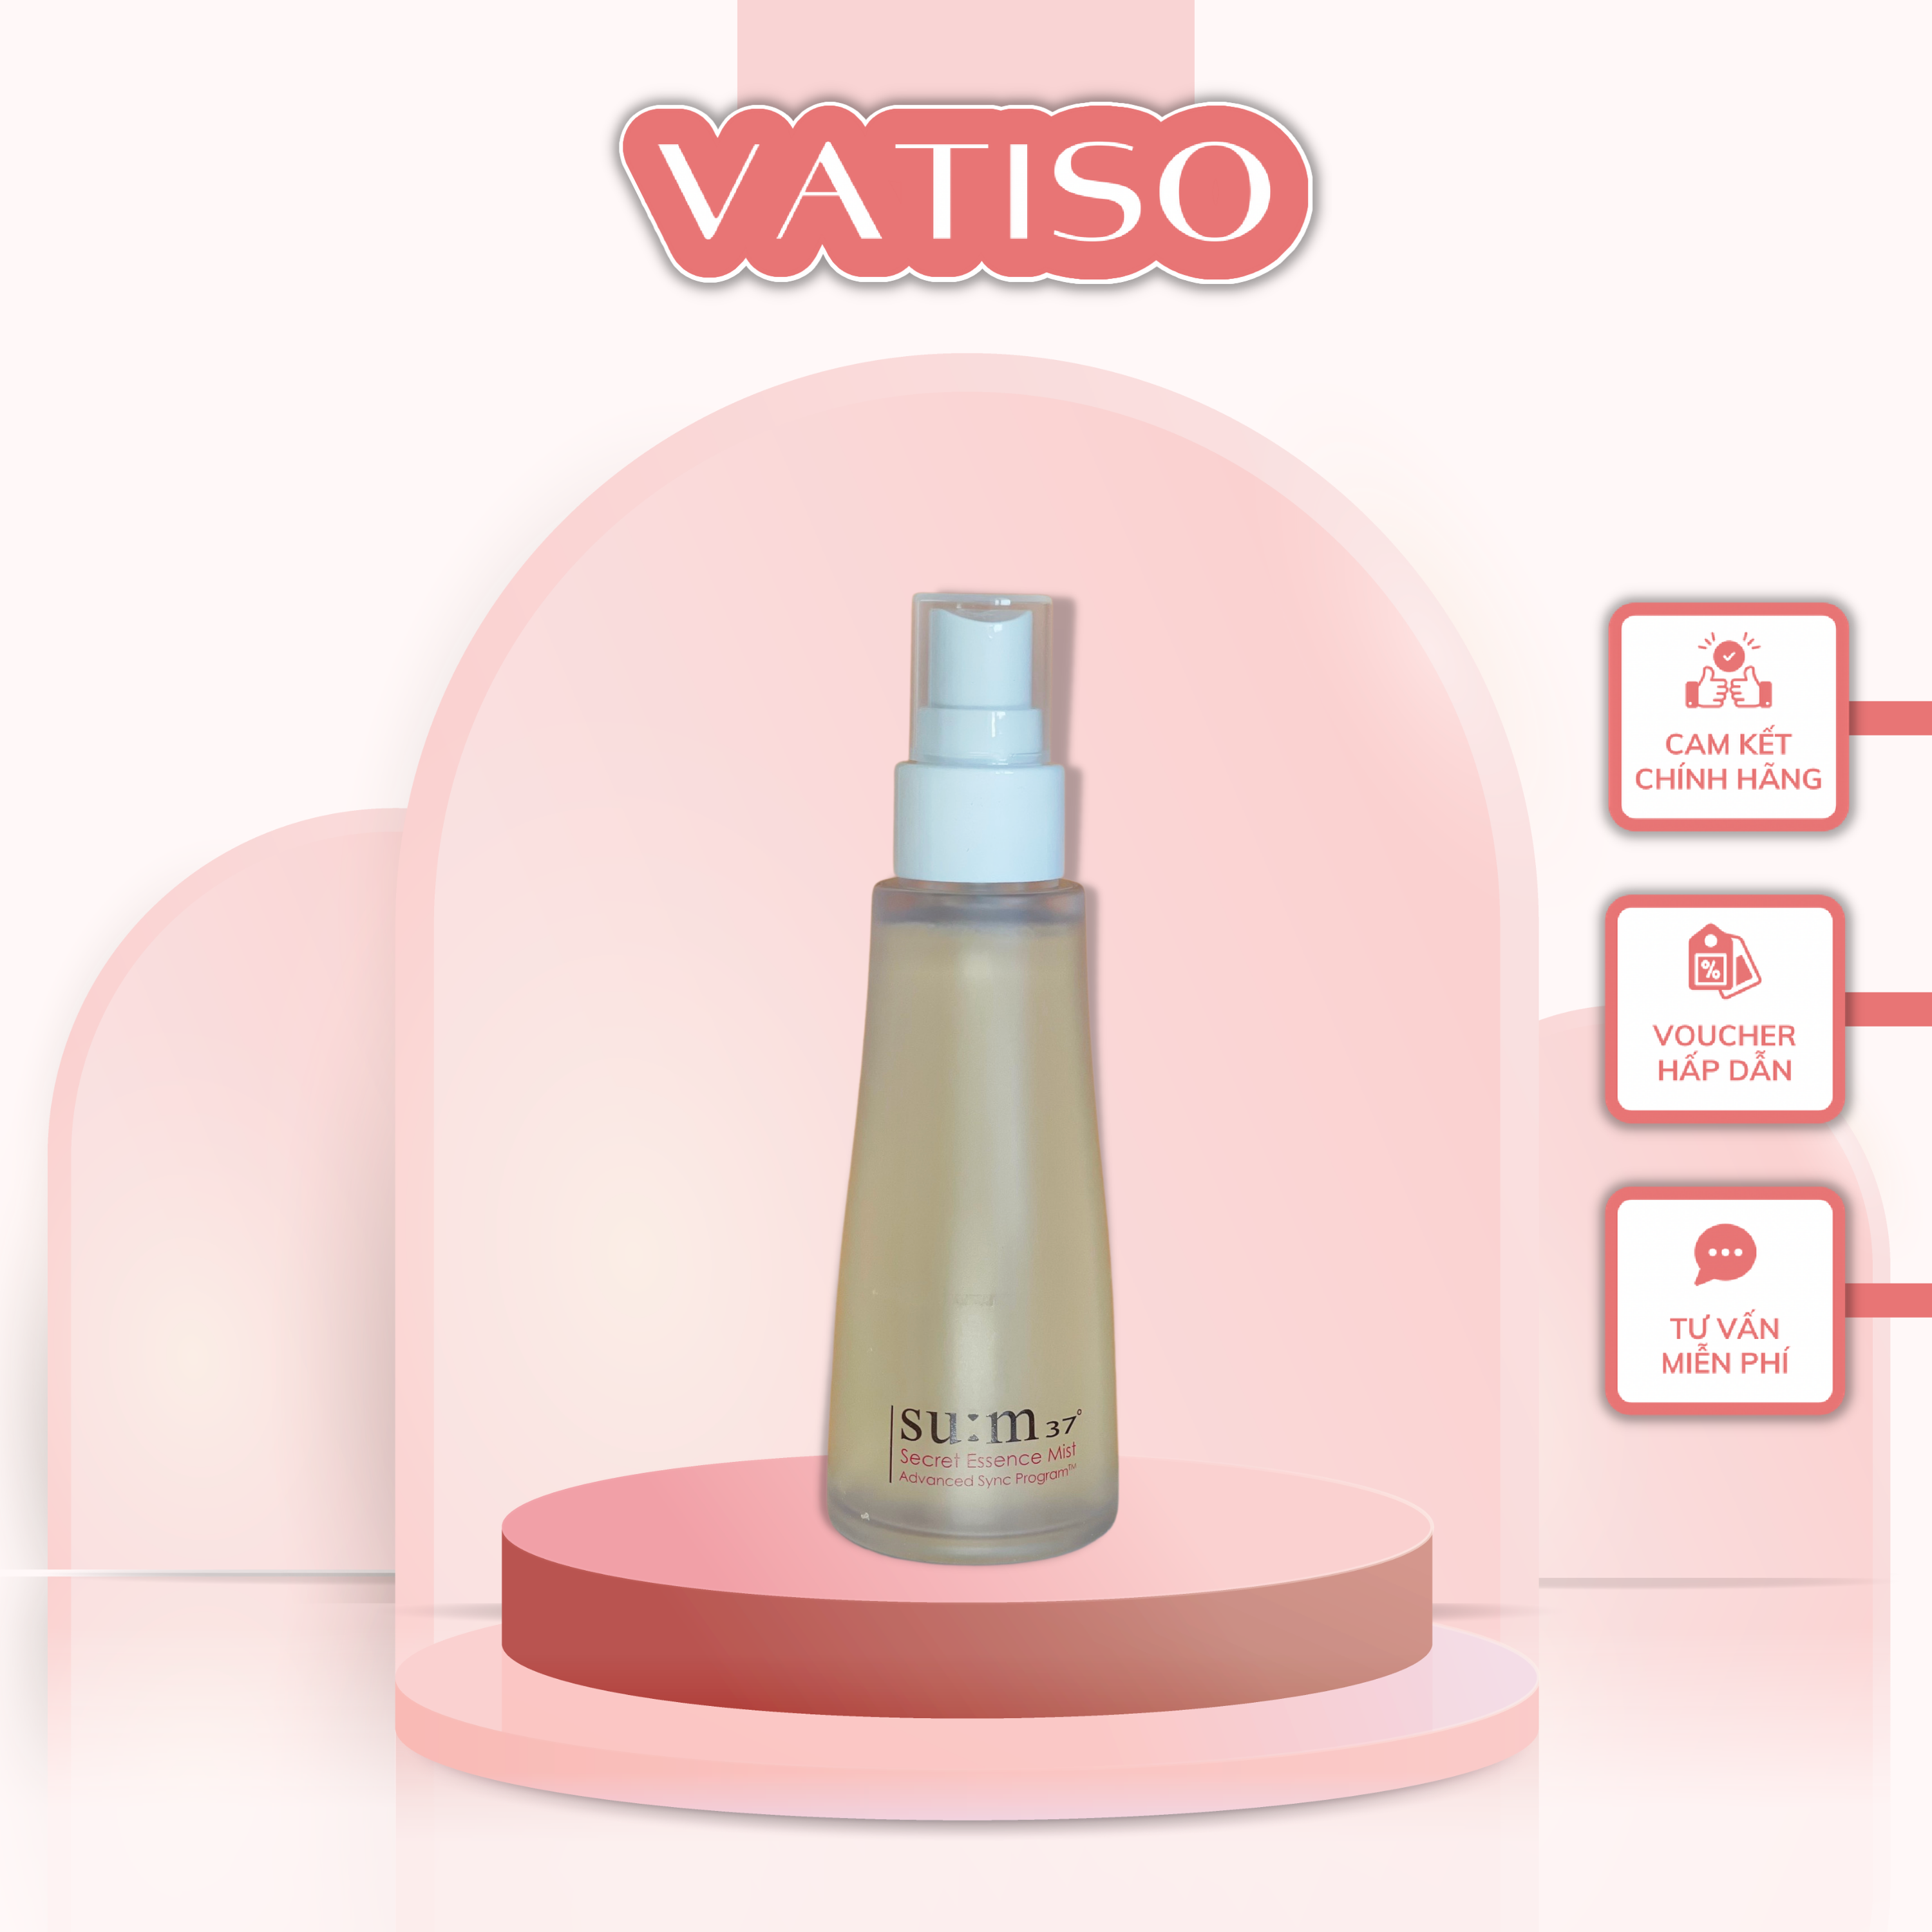 VATISO
CAM KẾT
CHÍNH HÃNG
%
VOUCHER
HẤP DẪN
TƯ VẤN
MIỄN PHÍ
su:m 37°
Secret Essence Mist
Advanced Sync Program™